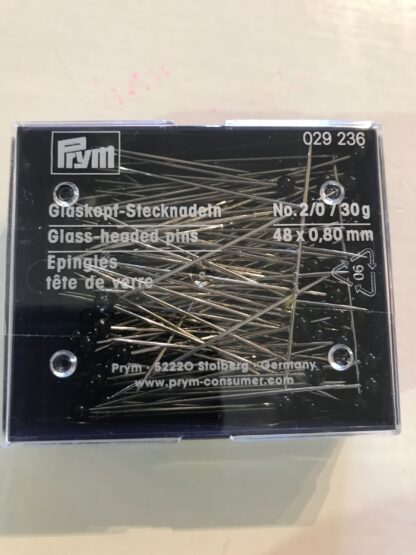 Prym
029 236
Glaskopf-Stecknadeln No. 2/0 / 30g
Glass-headed pins 48 x 0,80 mm
Epingles
tête de verre
06
Prym · 52220 Stolberg · Germany
www.prym-consumer.com